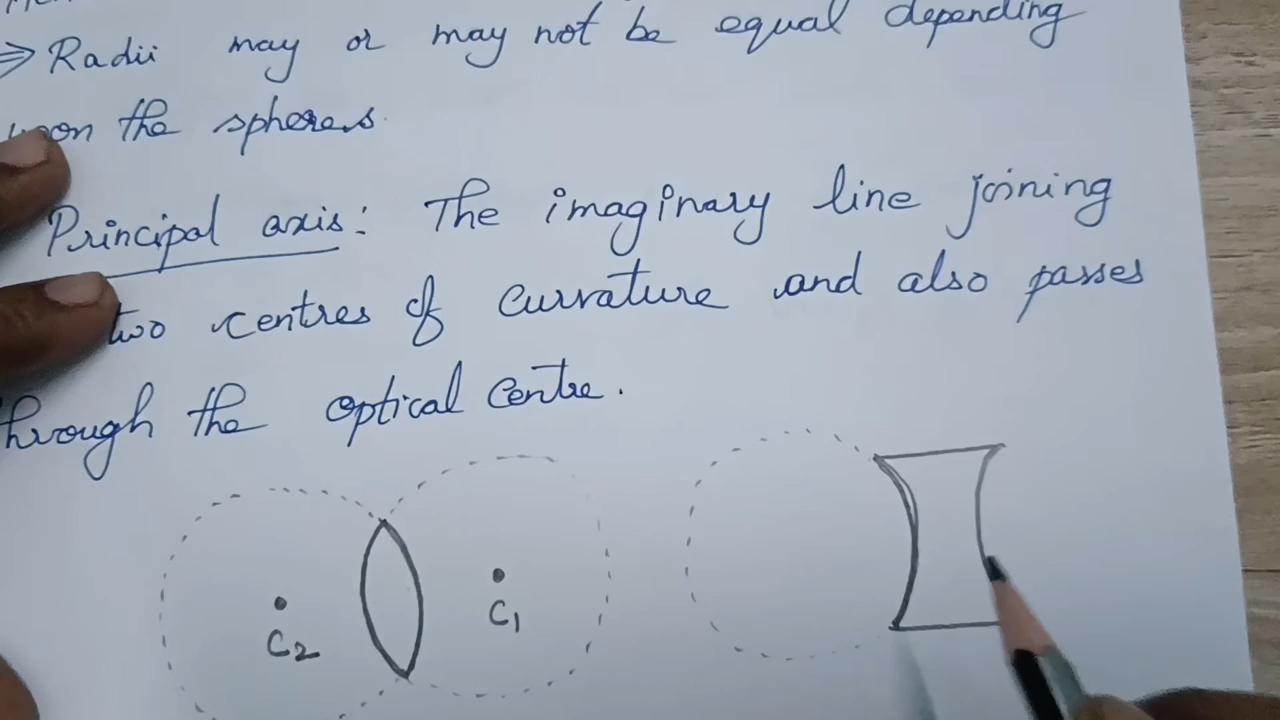 ⇒ Radii may or may not be equal depending
upon the spheres.
Principal axis: The imaginary line joining
two centres of curvature and also passes
through the optical centre.
C2
C1